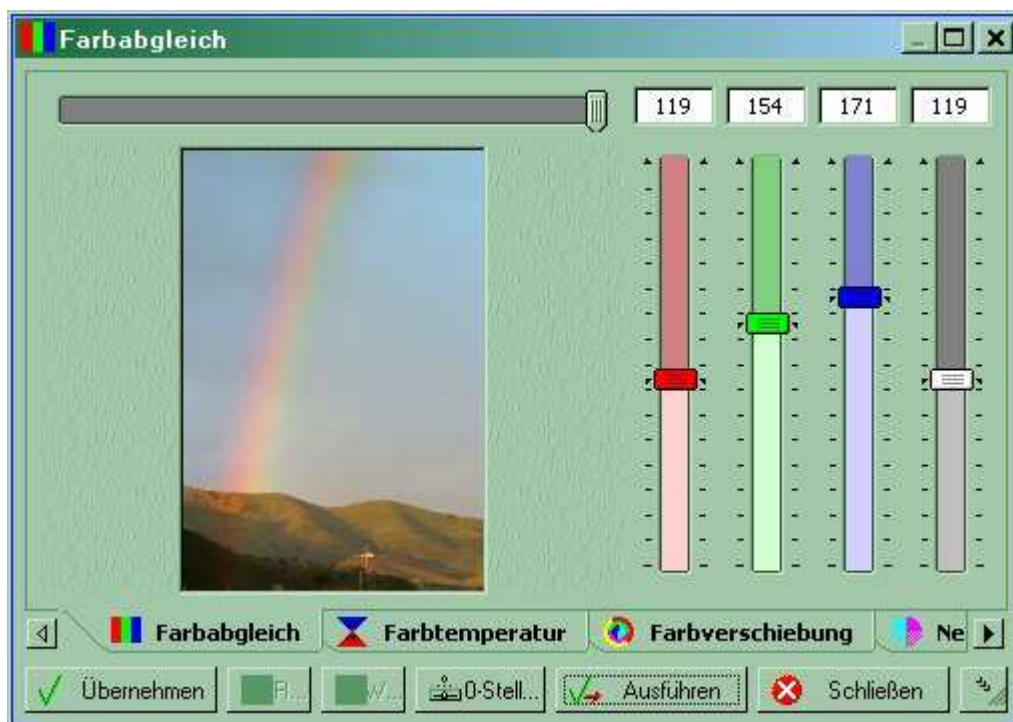 Farbabgleich
119 154 171 119
Farbabgleich Farbtemperatur Farbverschiebung Ne
Übernehmen R... W... 0-Stell... Ausführen Schließen